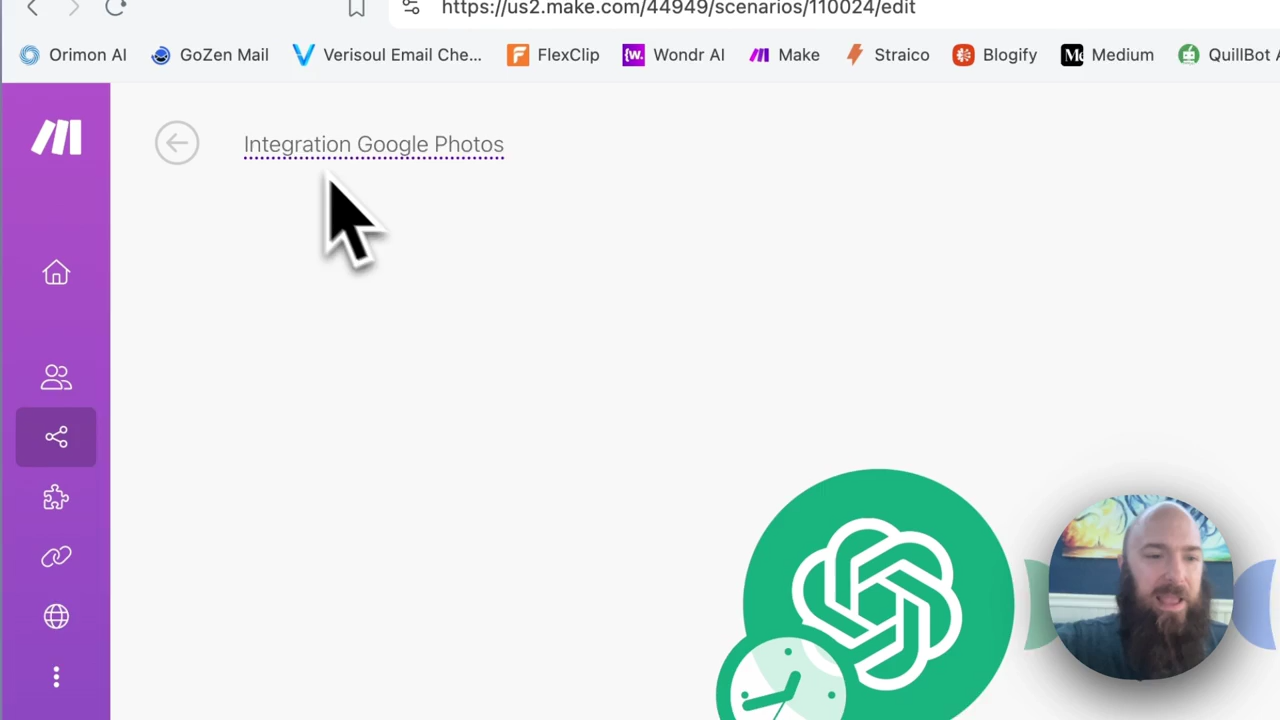 https://us2.make.com/44949/scenarios/110024/edit
Orimon AI GoZen Mail Verisoul Email Che... FlexClip Wondr AI Make Straico Blogify Medium QuillBot
Integration Google Photos